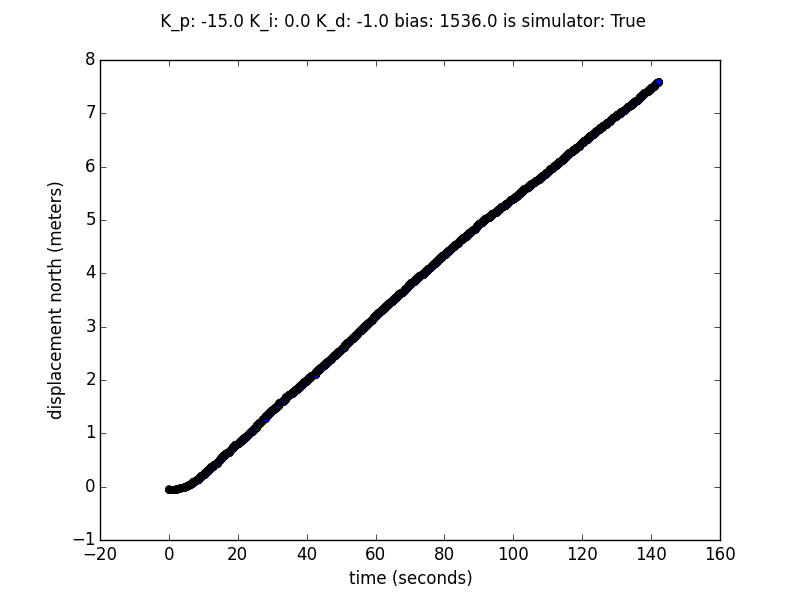 K_p: -15.0 K_i: 0.0 K_d: -1.0 bias: 1536.0 is simulator: True
8
7
6
5
4
3
2
1
0
−1
displacement north (meters)
−20 0 20 40 60 80 100 120 140 160
time (seconds)